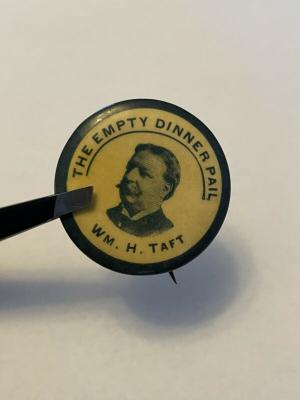 THE EMPTY DINNER PAIL
WM. H. TAFT